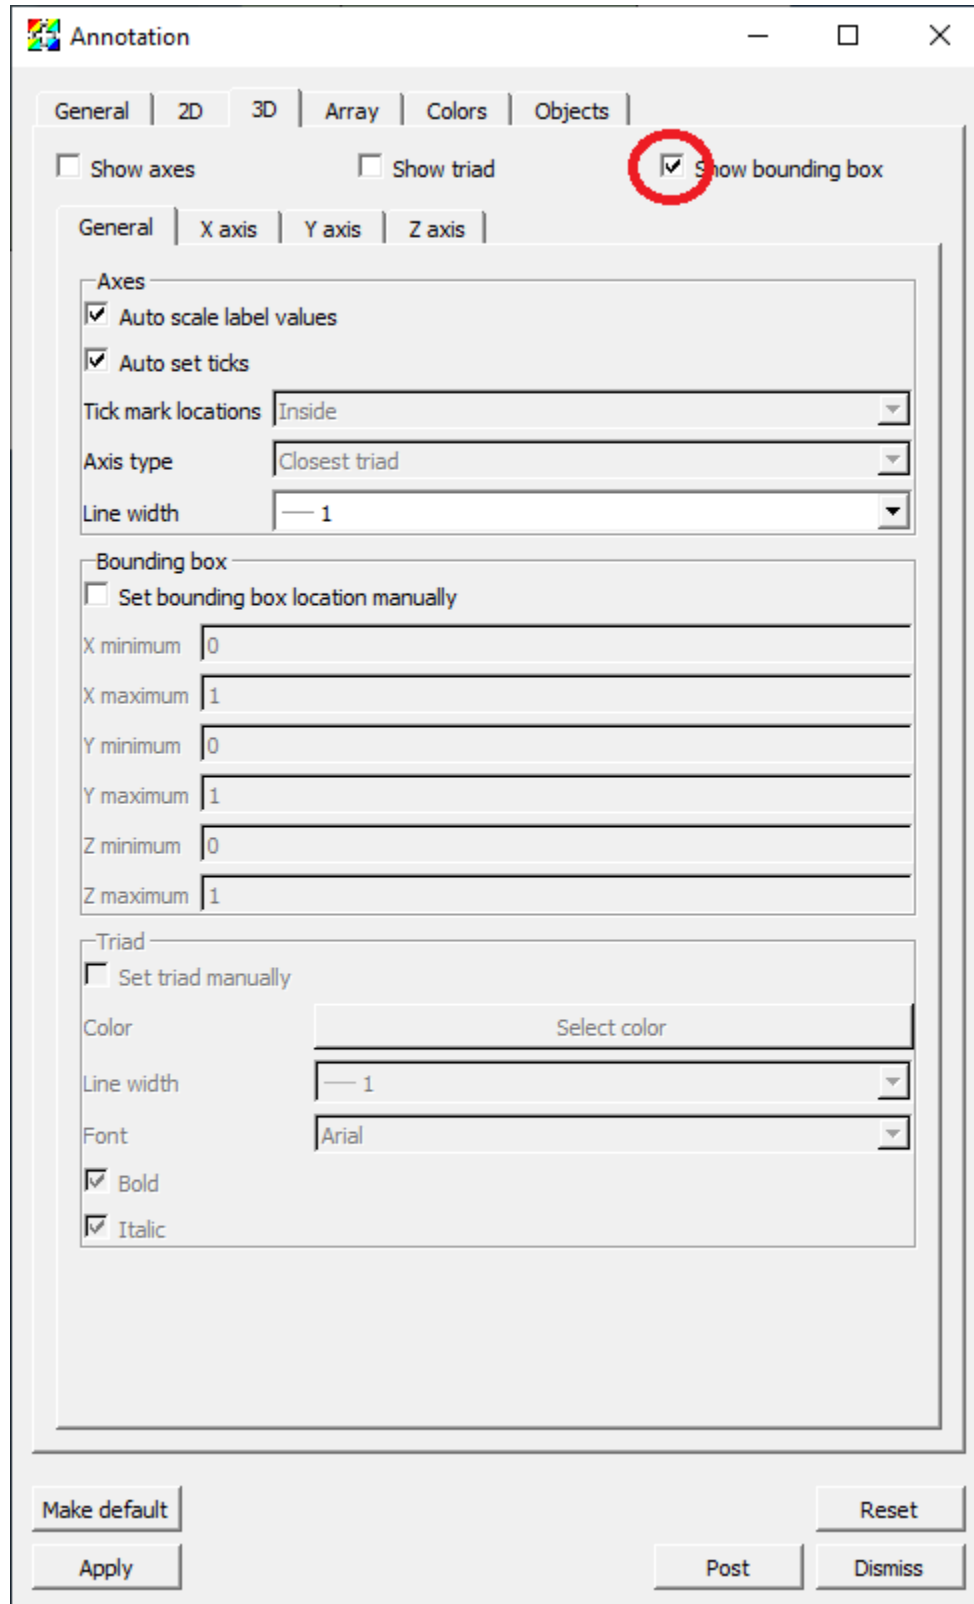 Annotation
General 2D 3D Array Colors Objects
Show axes Show triad Show bounding box
General X axis Y axis Z axis
Axes
Auto scale label values
Auto set ticks
Tick mark locations Inside
Axis type Closest triad
Line width 1
Bounding box
Set bounding box location manually
X minimum 0
X maximum 1
Y minimum 0
Y maximum 1
Z minimum 0
Z maximum 1
Triad
Set triad manually
Color Select color
Line width 1
Font Arial
Bold
Italic
Make default Reset
Apply Post Dismiss